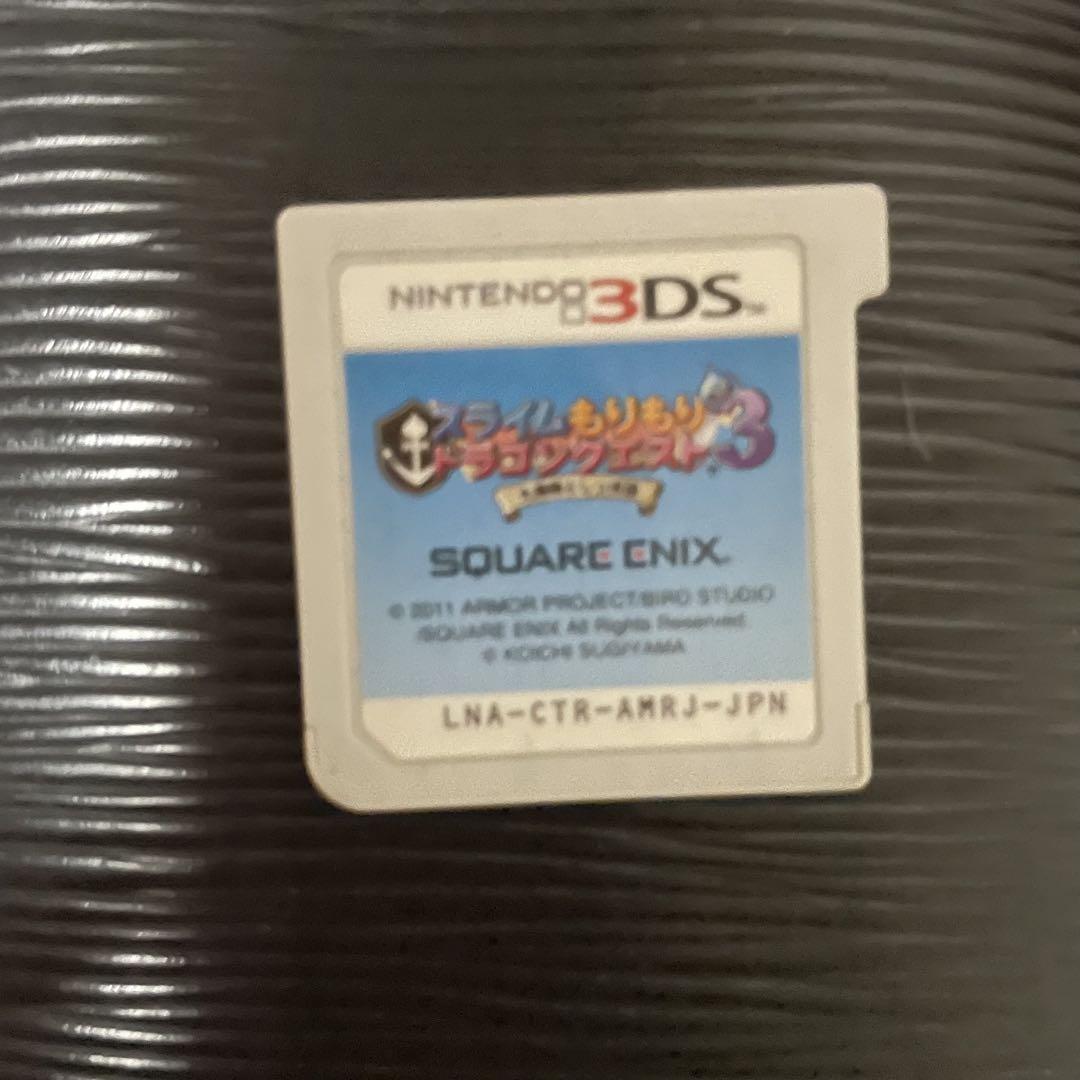 NINTENDO 3DS™
スライムもりもり
ドラゴンクエスト3
SQUARE ENIX.
© 2011 ARMOR PROJECT/BIRD STUDIO
/SQUARE ENIX All Rights Reserved.
© KOICHI SUGIYAMA
LNA-CTR-AMRJ-JPN